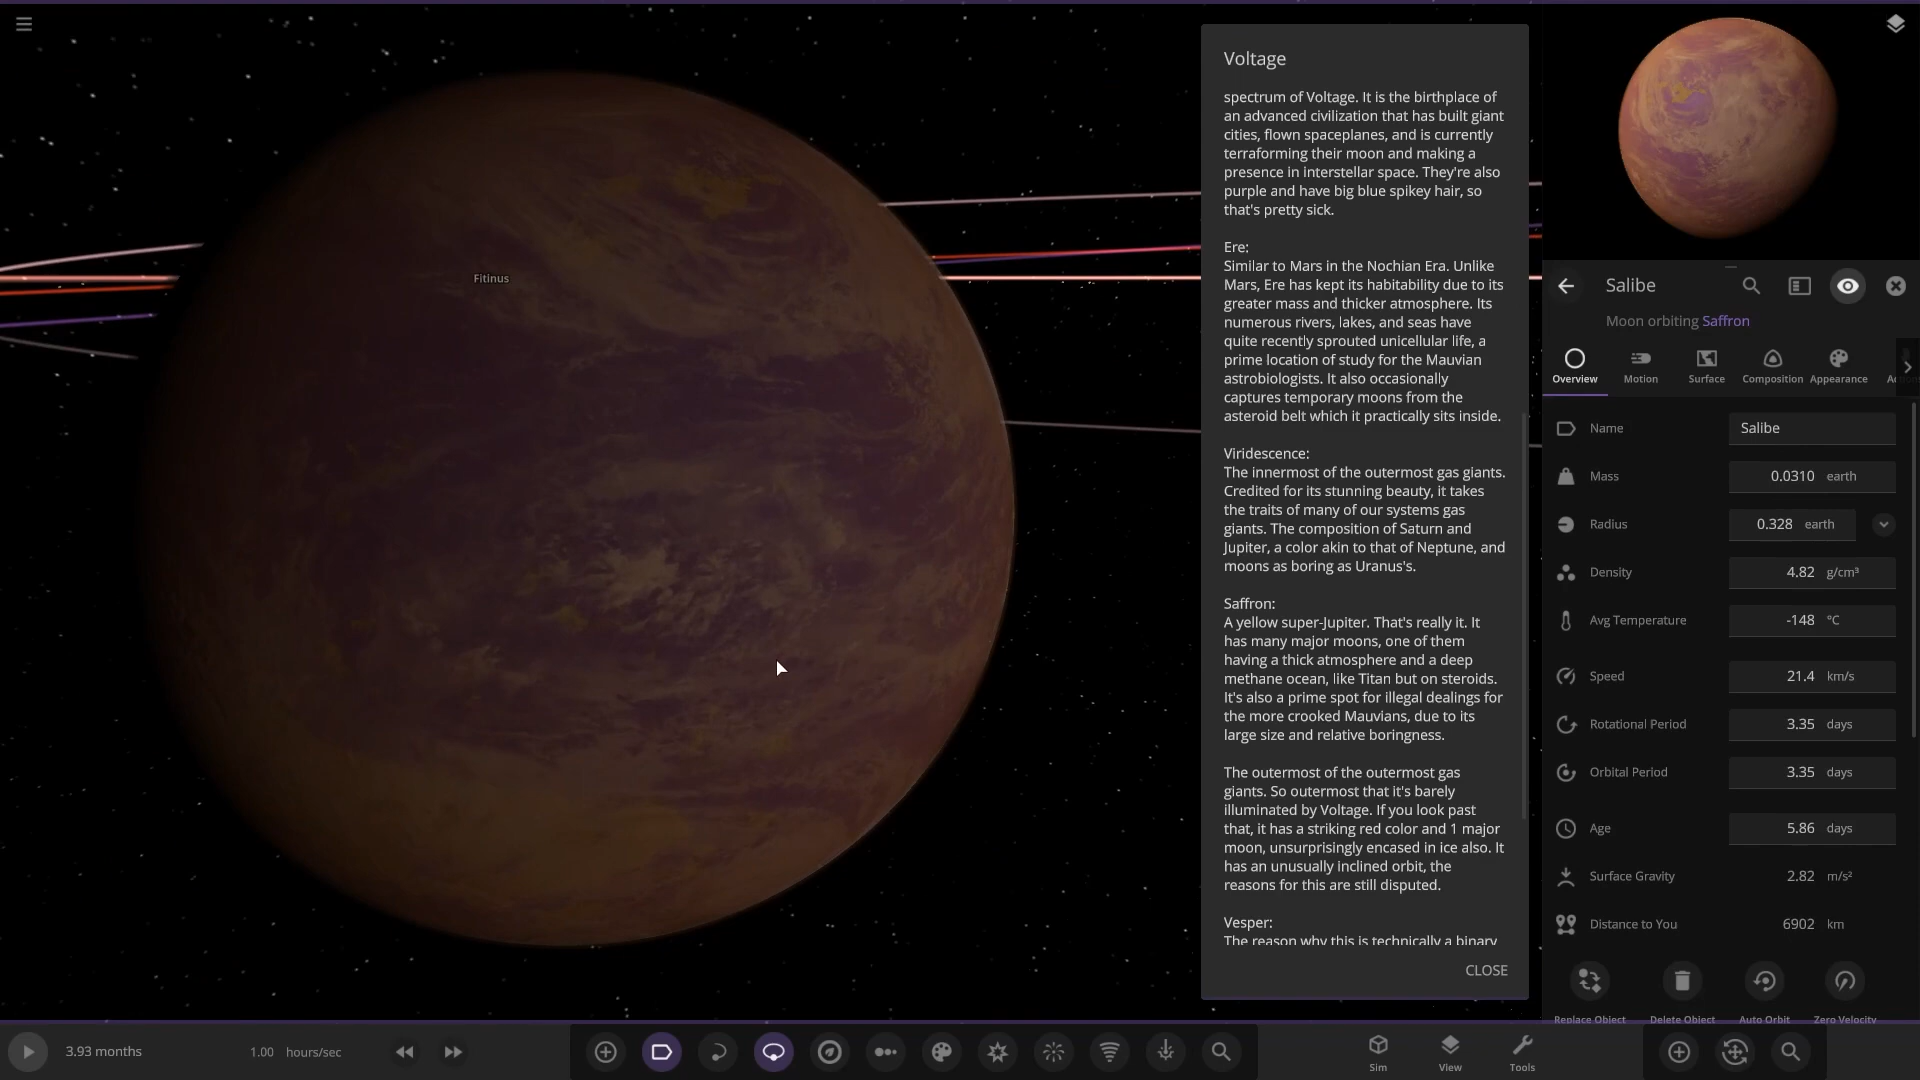 Fitinus
Voltage
spectrum of Voltage. It is the birthplace of
an advanced civilization that has built giant
cities, flown spaceplanes, and is currently
terraforming their moon and making a
presence in interstellar space. They're also
purple and have big blue spikey hair, so
that's pretty sick.
Ere:
Similar to Mars in the Nochian Era. Unlike
Mars, Ere has kept its habitability due to its
greater mass and thicker atmosphere. Its
numerous rivers, lakes, and seas have
quite recently sprouted unicellular life, a
prime location of study for the Mauvian
astrobiologists. It also occasionally
captures temporary moons from the
asteroid belt which it practically sits inside.
Viridescence:
The innermost of the outermost gas giants.
Credited for its stunning beauty, it takes
the traits of many of our systems gas
giants. The composition of Saturn and
Jupiter, a color akin to that of Neptune, and
moons as boring as Uranus's.
Saffron:
A yellow super-Jupiter. That's really it. It
has many major moons, one of them
having a thick atmosphere and a deep
methane ocean, like Titan but on steroids.
It's also a prime spot for illegal dealings for
the more crooked Mauvians, due to its
large size and relative boringness.
The outermost of the outermost gas
giants. So outermost that it's barely
illuminated by Voltage. If you look past
that, it has a striking red color and 1 major
moon, unsurprisingly encased in ice also. It
has an unusually inclined orbit, the
reasons for this are still disputed.
Vesper:
The reason why this is technically a binary
CLOSE
Salibe
Moon orbiting Saffron
Overview Motion Surface Composition Appearance
Name Salibe
Mass 0.0310 earth
Radius 0.328 earth
Density 4.82 g/cm³
Avg Temperature -148 °C
Speed 21.4 km/s
Rotational Period 3.35 days
Orbital Period 3.35 days
Age 5.86 days
Surface Gravity 2.82 m/s²
Distance to You 6902 km
Replace Object Delete Object Auto Orbit Zero Velocity
3.93 months 1.00 hours/sec
Sim View Tools